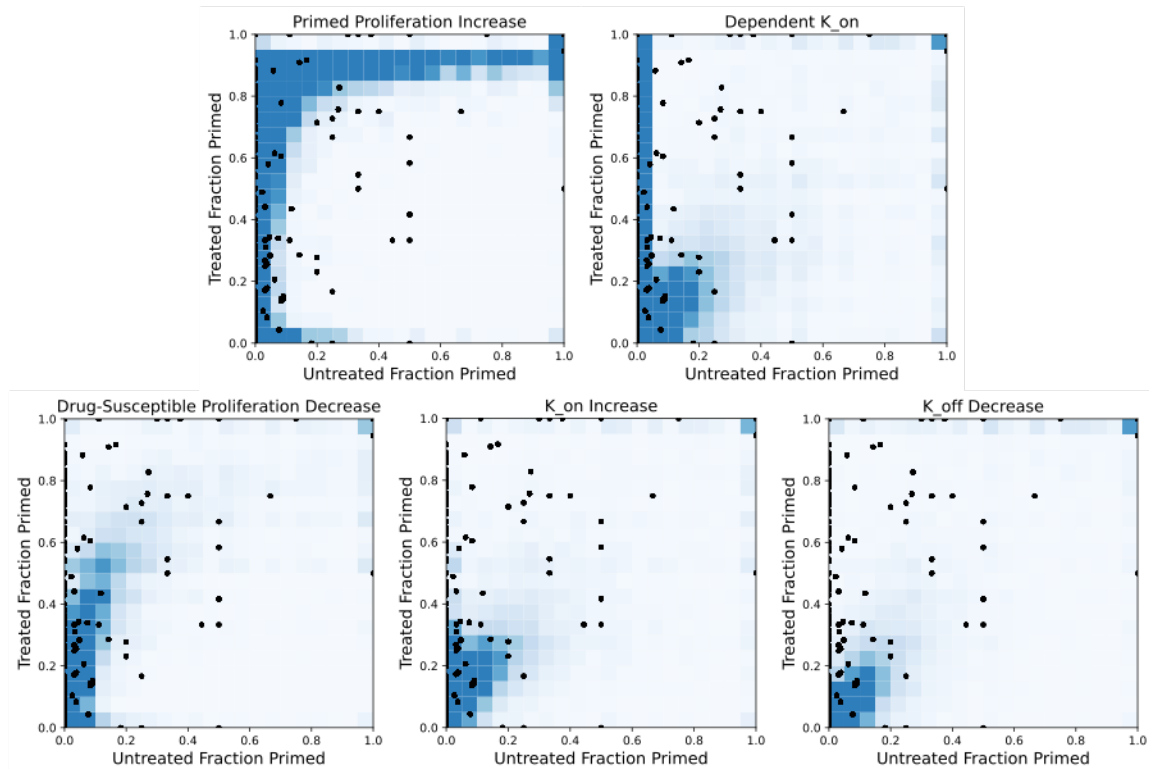 Primed Proliferation Increase
Treated Fraction Primed
1.0
0.8
0.6
0.4
0.2
0.0
0.0 0.2 0.4 0.6 0.8 1.0
Untreated Fraction Primed
Dependent K_on
Treated Fraction Primed
1.0
0.8
0.6
0.4
0.2
0.0
0.0 0.2 0.4 0.6 0.8 1.0
Untreated Fraction Primed
Drug-Susceptible Proliferation Decrease
Treated Fraction Primed
1.0
0.8
0.6
0.4
0.2
0.0
0.0 0.2 0.4 0.6 0.8 1.0
Untreated Fraction Primed
K_on Increase
Treated Fraction Primed
1.0
0.8
0.6
0.4
0.2
0.0
0.0 0.2 0.4 0.6 0.8 1.0
Untreated Fraction Primed
K_off Decrease
Treated Fraction Primed
1.0
0.8
0.6
0.4
0.2
0.0
0.0 0.2 0.4 0.6 0.8 1.0
Untreated Fraction Primed